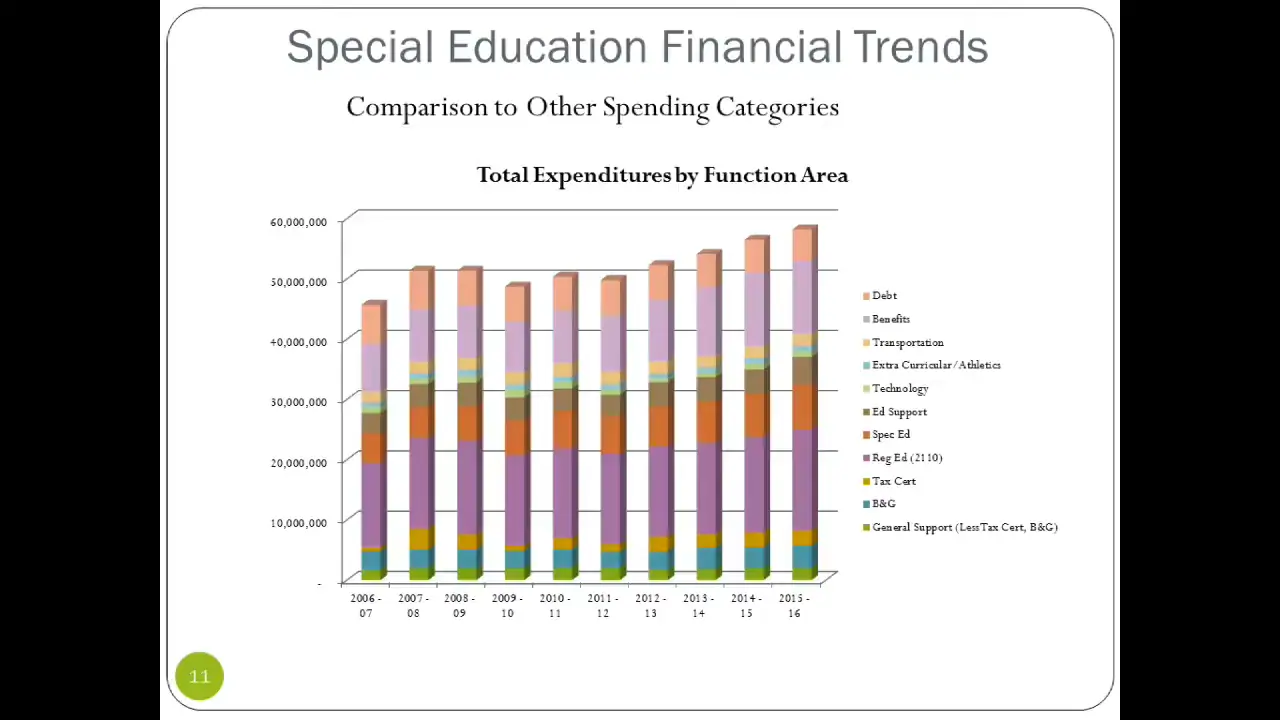 Special Education Financial Trends
Comparison to Other Spending Categories
Total Expenditures by Function Area
60,000,000
50,000,000
40,000,000
30,000,000
20,000,000
10,000,000
-
2006 -
07
2007 -
08
2008 -
09
2009 -
10
2010 -
11
2011 -
12
2012 -
13
2013 -
14
2014 -
15
2015 -
16
Debt
Benefits
Transportation
Extra Curricular/Athletics
Technology
Ed Support
Spec Ed
Reg Ed (2110)
Tax Cert
B&G
General Support (Less Tax Cert, B&G)
11